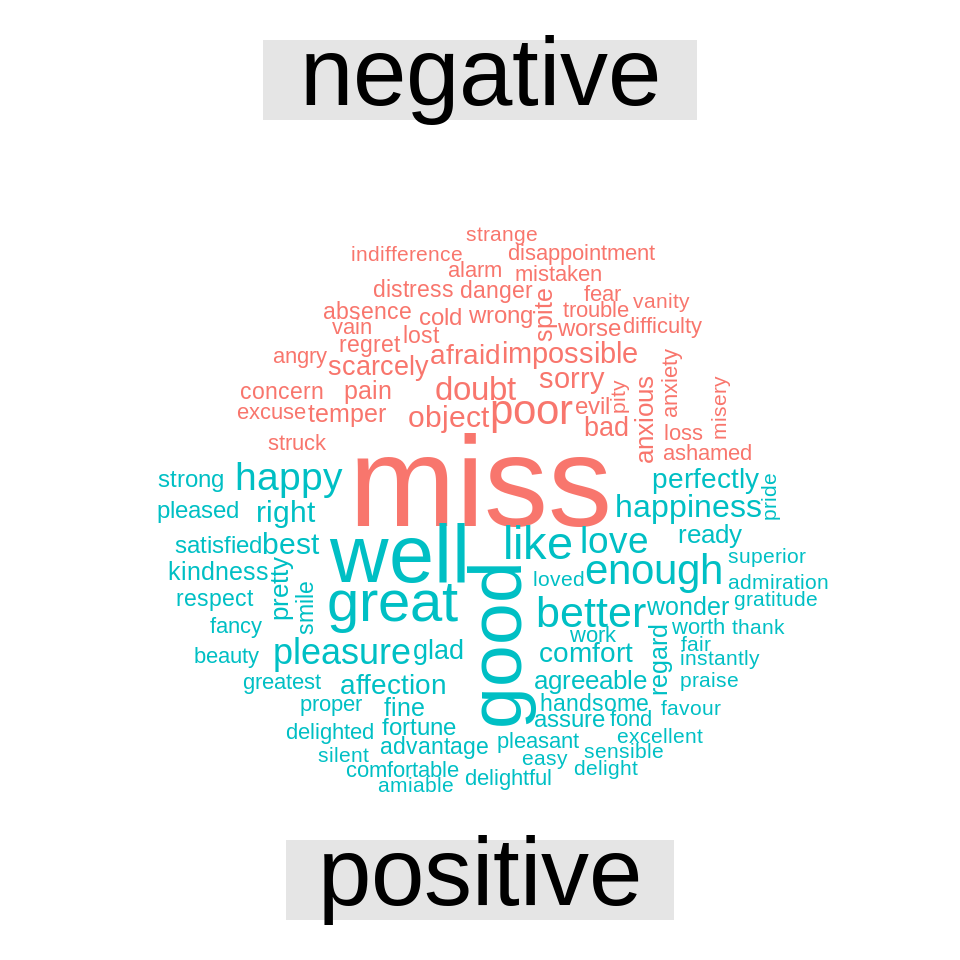 negative
strange
indifference disappointment
alarm mistaken
distress danger spite fear
absence cold wrong trouble vanity
vain lost worse difficulty
regret afraid impossible
angry scarcely sorry anxiety
concern pain doubt pity anxious misery
excuse temper object poor evil
struck bad loss
miss ashamed
strong happy perfectly pride
pleased right happiness
satisfied best well like love ready
kindness pretty loved enough superior
respect smile great good better admiration
fancy work wonder gratitude
beauty pleasure glad comfort regard worth thank
fair
instantly
greatest affection agreeable praise
proper fine handsome favour
delighted fortune assure fond
silent advantage pleasant excellent
comfortable easy sensible
amiable delightful delight
positive